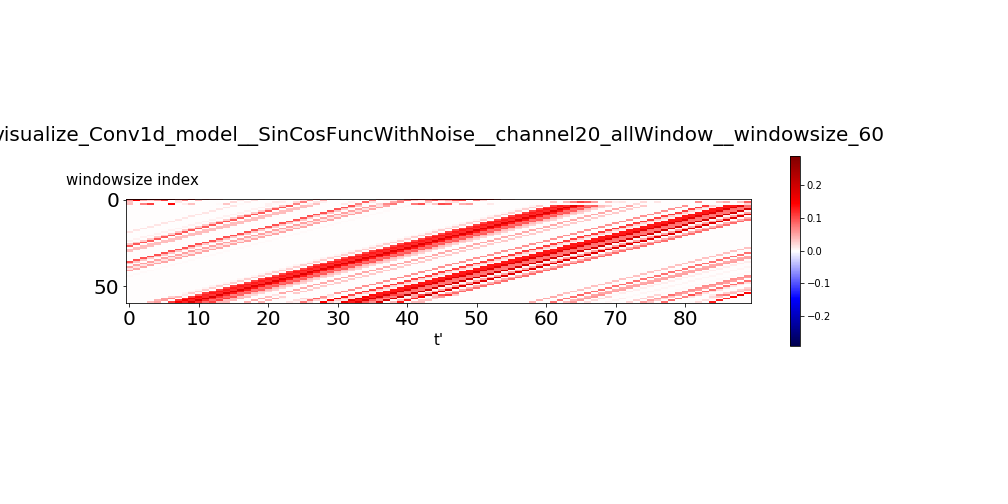 visualize_Conv1d_model__SinCosFuncWithNoise__channel20_allWindow__windowsize_60
windowsize index
0
50
0 10 20 30 40 50 60 70 80
t'
0.2
0.1
0.0
−0.1
−0.2